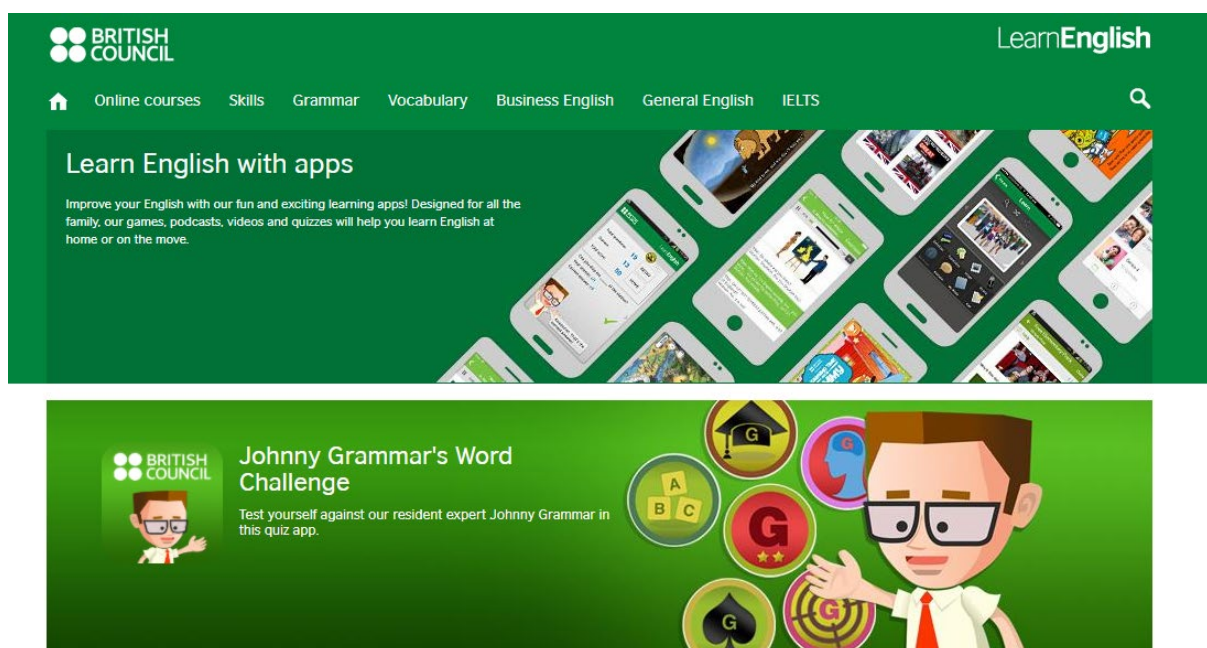 BRITISH
COUNCIL
LearnEnglish
Online courses Skills Grammar Vocabulary Business English General English IELTS
Learn English with apps
Improve your English with our fun and exciting learning apps! Designed for all the
family, our games, podcasts, videos and quizzes will help you learn English at
home or on the move.
Learn
BRITISH
COUNCIL
Johnny Grammar's Word
Challenge
Test yourself against our resident expert Johnny Grammar in
this quiz app.
G
G
A
B C
G
G
G